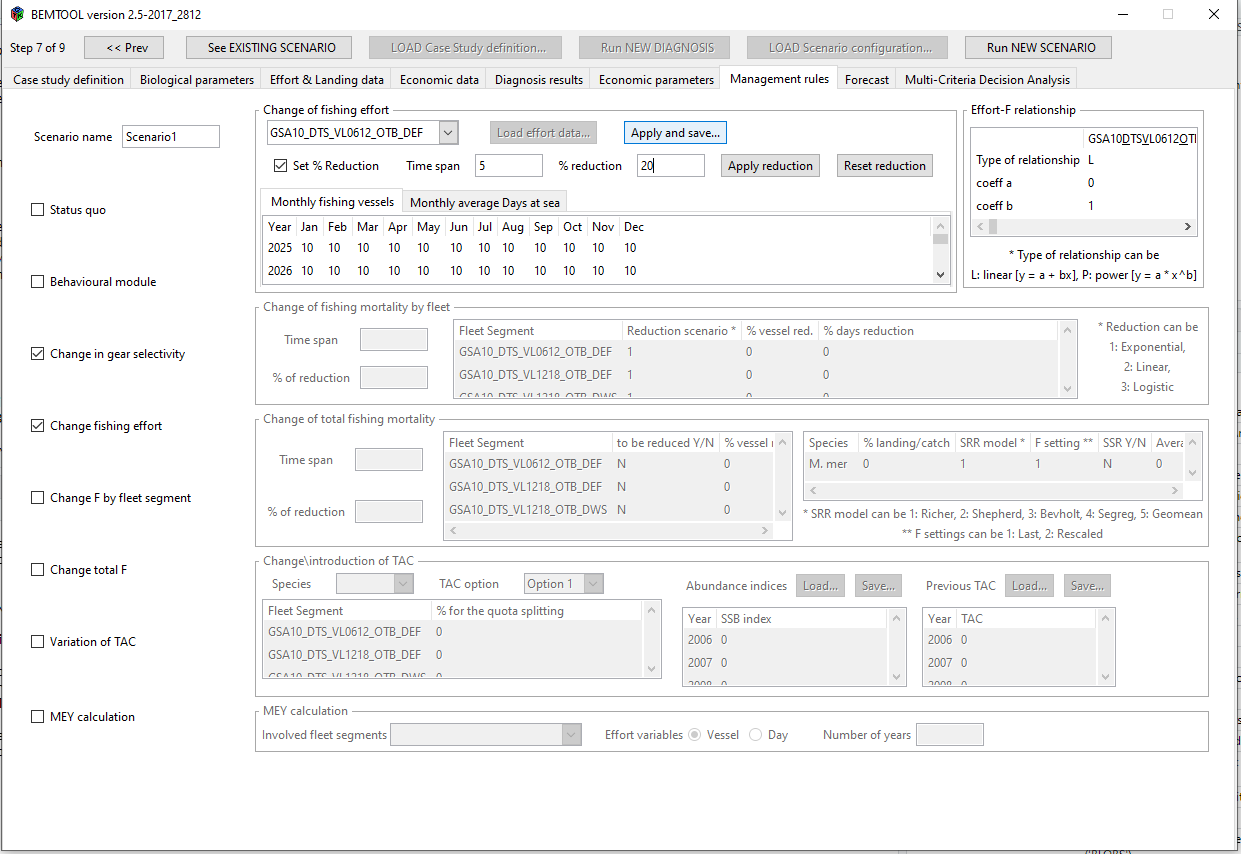 BEMTOOL version 2.5-2017_2812
Step 7 of 9 << Prev See EXISTING SCENARIO LOAD Case Study definition... Run NEW DIAGNOSIS LOAD Scenario configuration... Run NEW SCENARIO
Case study definition Biological parameters Effort & Landing data Economic data Diagnosis results Economic parameters Management rules Forecast Multi-Criteria Decision Analysis
Scenario name Scenario1
Status quo
Behavioural module
Change in gear selectivity
Change fishing effort
Change F by fleet segment
Change total F
Variation of TAC
MEY calculation
Change of fishing effort
GSA10_DTS_VL0612_OTB_DEF Load effort data... Apply and save...
Set % Reduction Time span 5 % reduction 20 Apply reduction Reset reduction
Monthly fishing vessels Monthly average Days at sea
Year Jan Feb Mar Apr May Jun Jul Aug Sep Oct Nov Dec
2025 10 10 10 10 10 10 10 10 10 10 10 10
2026 10 10 10 10 10 10 10 10 10 10 10 10
Effort-F relationship
GSA10DTSVL0612OTI
Type of relationship L
coeff a 0
coeff b 1
* Type of relationship can be
L: linear [y = a + bx], P: power [y = a * x^b]
Change of fishing mortality by fleet
Time span
% of reduction
Fleet Segment Reduction scenario * % vessel red. % days reduction
GSA10_DTS_VL0612_OTB_DEF 1 0 0
GSA10_DTS_VL1218_OTB_DEF 1 0 0
GSA10_DTS_VL1218_OTB_DWS 1 0 0
* Reduction can be
1: Exponential,
2: Linear,
3: Logistic
Change of total fishing mortality
Time span
% of reduction
Fleet Segment to be reduced Y/N % vessel r
GSA10_DTS_VL0612_OTB_DEF N 0
GSA10_DTS_VL1218_OTB_DEF N 0
GSA10_DTS_VL1218_OTB_DWS N 0
Species % landing/catch SRR model * F setting ** SSR Y/N Avera
M. mer 0 1 1 N 0
* SRR model can be 1: Richer, 2: Shepherd, 3: Bevholt, 4: Segreg, 5: Geomean
** F settings can be 1: Last, 2: Rescaled
Change\introduction of TAC
Species TAC option Option 1 Abundance indices Load... Save... Previous TAC Load... Save...
Fleet Segment % for the quota splitting
GSA10_DTS_VL0612_OTB_DEF 0
GSA10_DTS_VL1218_OTB_DEF 0
GSA10_DTS_VL1218_OTB_DWS 0
Year SSB index
2006 0
2007 0
2008 0
Year TAC
2006 0
2007 0
2008 0
MEY calculation
Involved fleet segments Effort variables Vessel Day Number of years